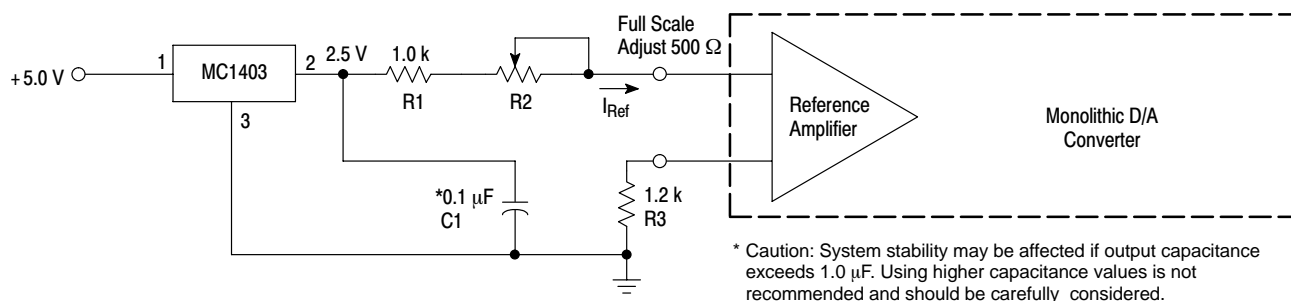 +5.0 V
1
MC1403
2
3
2.5 V
1.0 k
R1
R2
Full Scale
Adjust 500 Ω
IRef
*0.1 μF
C1
1.2 k
R3
Reference
Amplifier
Monolithic D/A
Converter
* Caution: System stability may be affected if output capacitance
exceeds 1.0 μF. Using higher capacitance values is not
recommended and should be carefully considered.